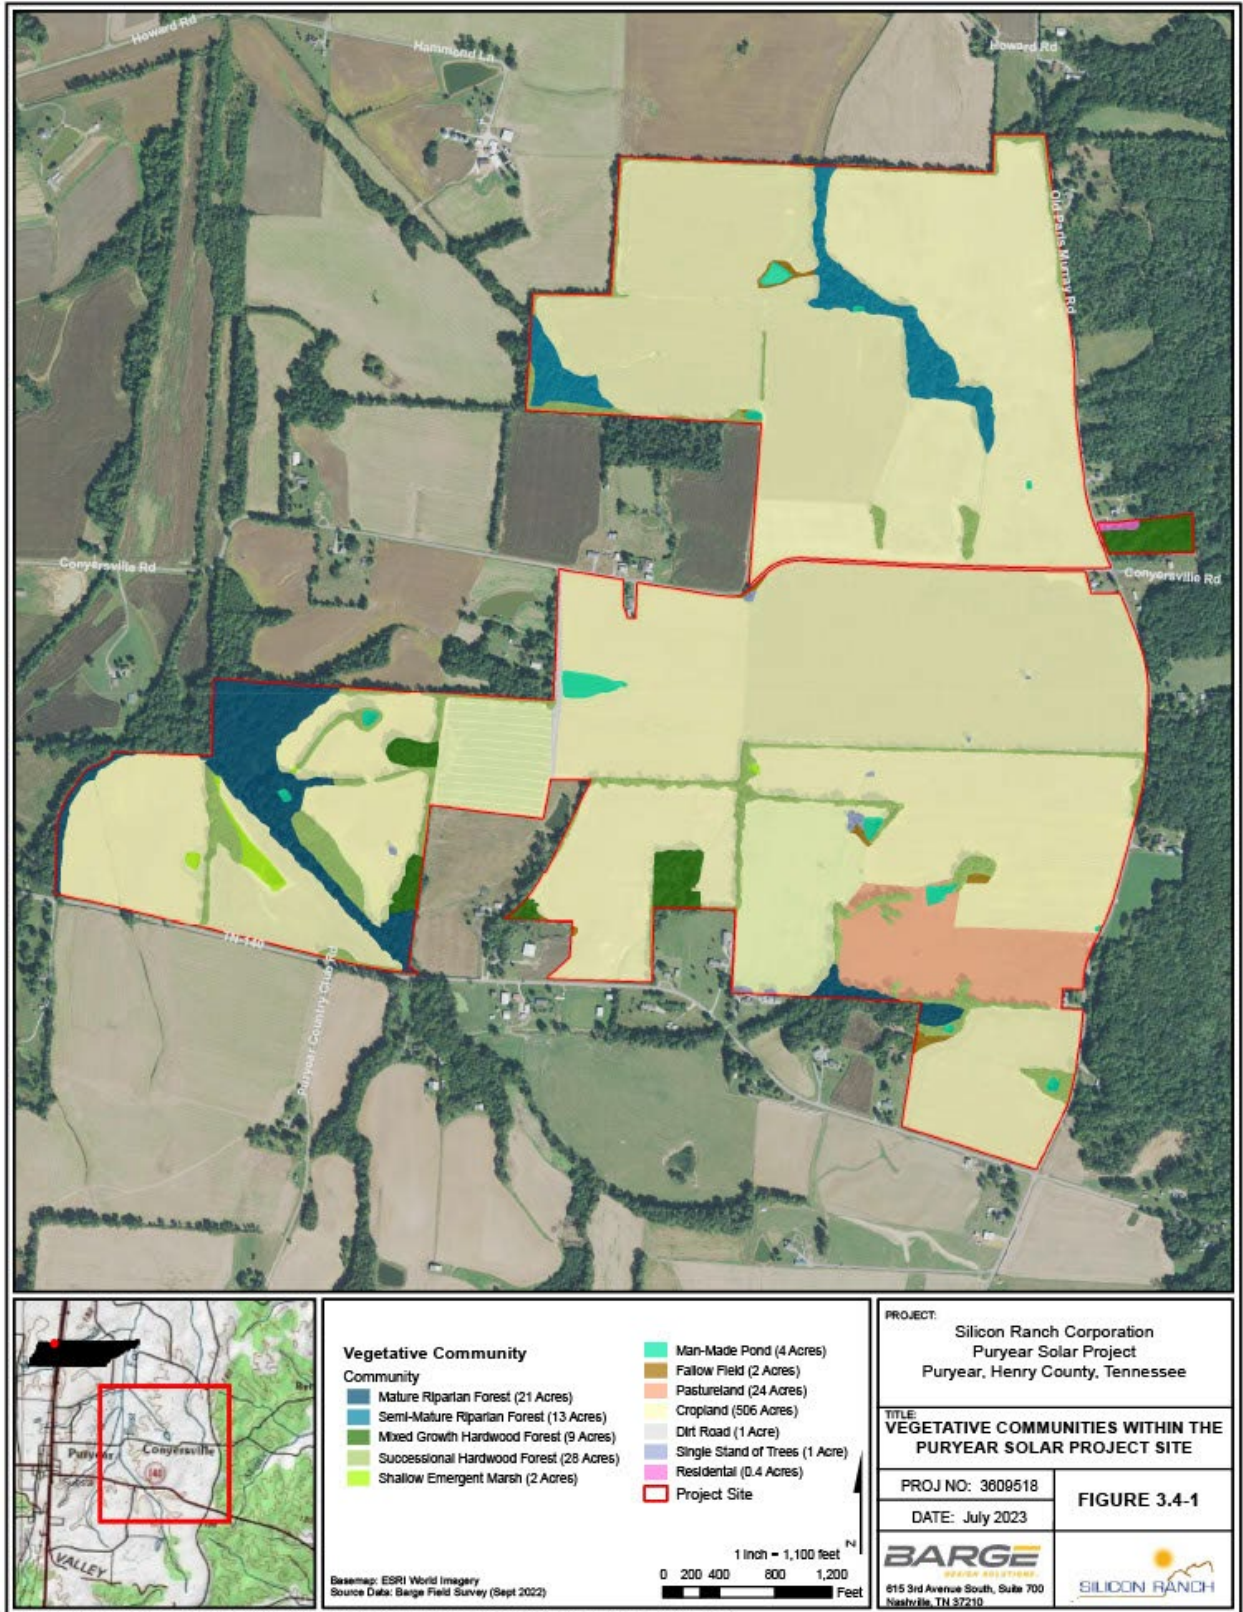 Howard Rd
Hammond Ln
Howard Rd
Old Paris Murray Rd
Conyersville Rd
Conyersville Rd
TN-140
Puryear Country Club Rd
Puryear
Conyersville
140
VALLEY
Vegetative Community
Community
Mature Riparian Forest (21 Acres)
Semi-Mature Riparian Forest (13 Acres)
Mixed Growth Hardwood Forest (9 Acres)
Successional Hardwood Forest (28 Acres)
Shallow Emergent Marsh (2 Acres)
Man-Made Pond (4 Acres)
Fallow Field (2 Acres)
Pastureland (24 Acres)
Cropland (506 Acres)
Dirt Road (1 Acre)
Single Stand of Trees (1 Acre)
Residental (0.4 Acres)
Project Site
Z
1 inch = 1,100 feet
0 200 400 800 1,200
Feet
Basemap: ESRI World Imagery
Source Data: Barge Field Survey (Sept 2022)
PROJECT:
Silicon Ranch Corporation
Puryear Solar Project
Puryear, Henry County, Tennessee
TITLE:
VEGETATIVE COMMUNITIES WITHIN THE
PURYEAR SOLAR PROJECT SITE
PROJ NO: 3609518
DATE: July 2023
FIGURE 3.4-1
BARGE
DESIGN SOLUTIONS.
615 3rd Avenue South, Suite 700
Nashville, TN 37210
SILICON RANCH